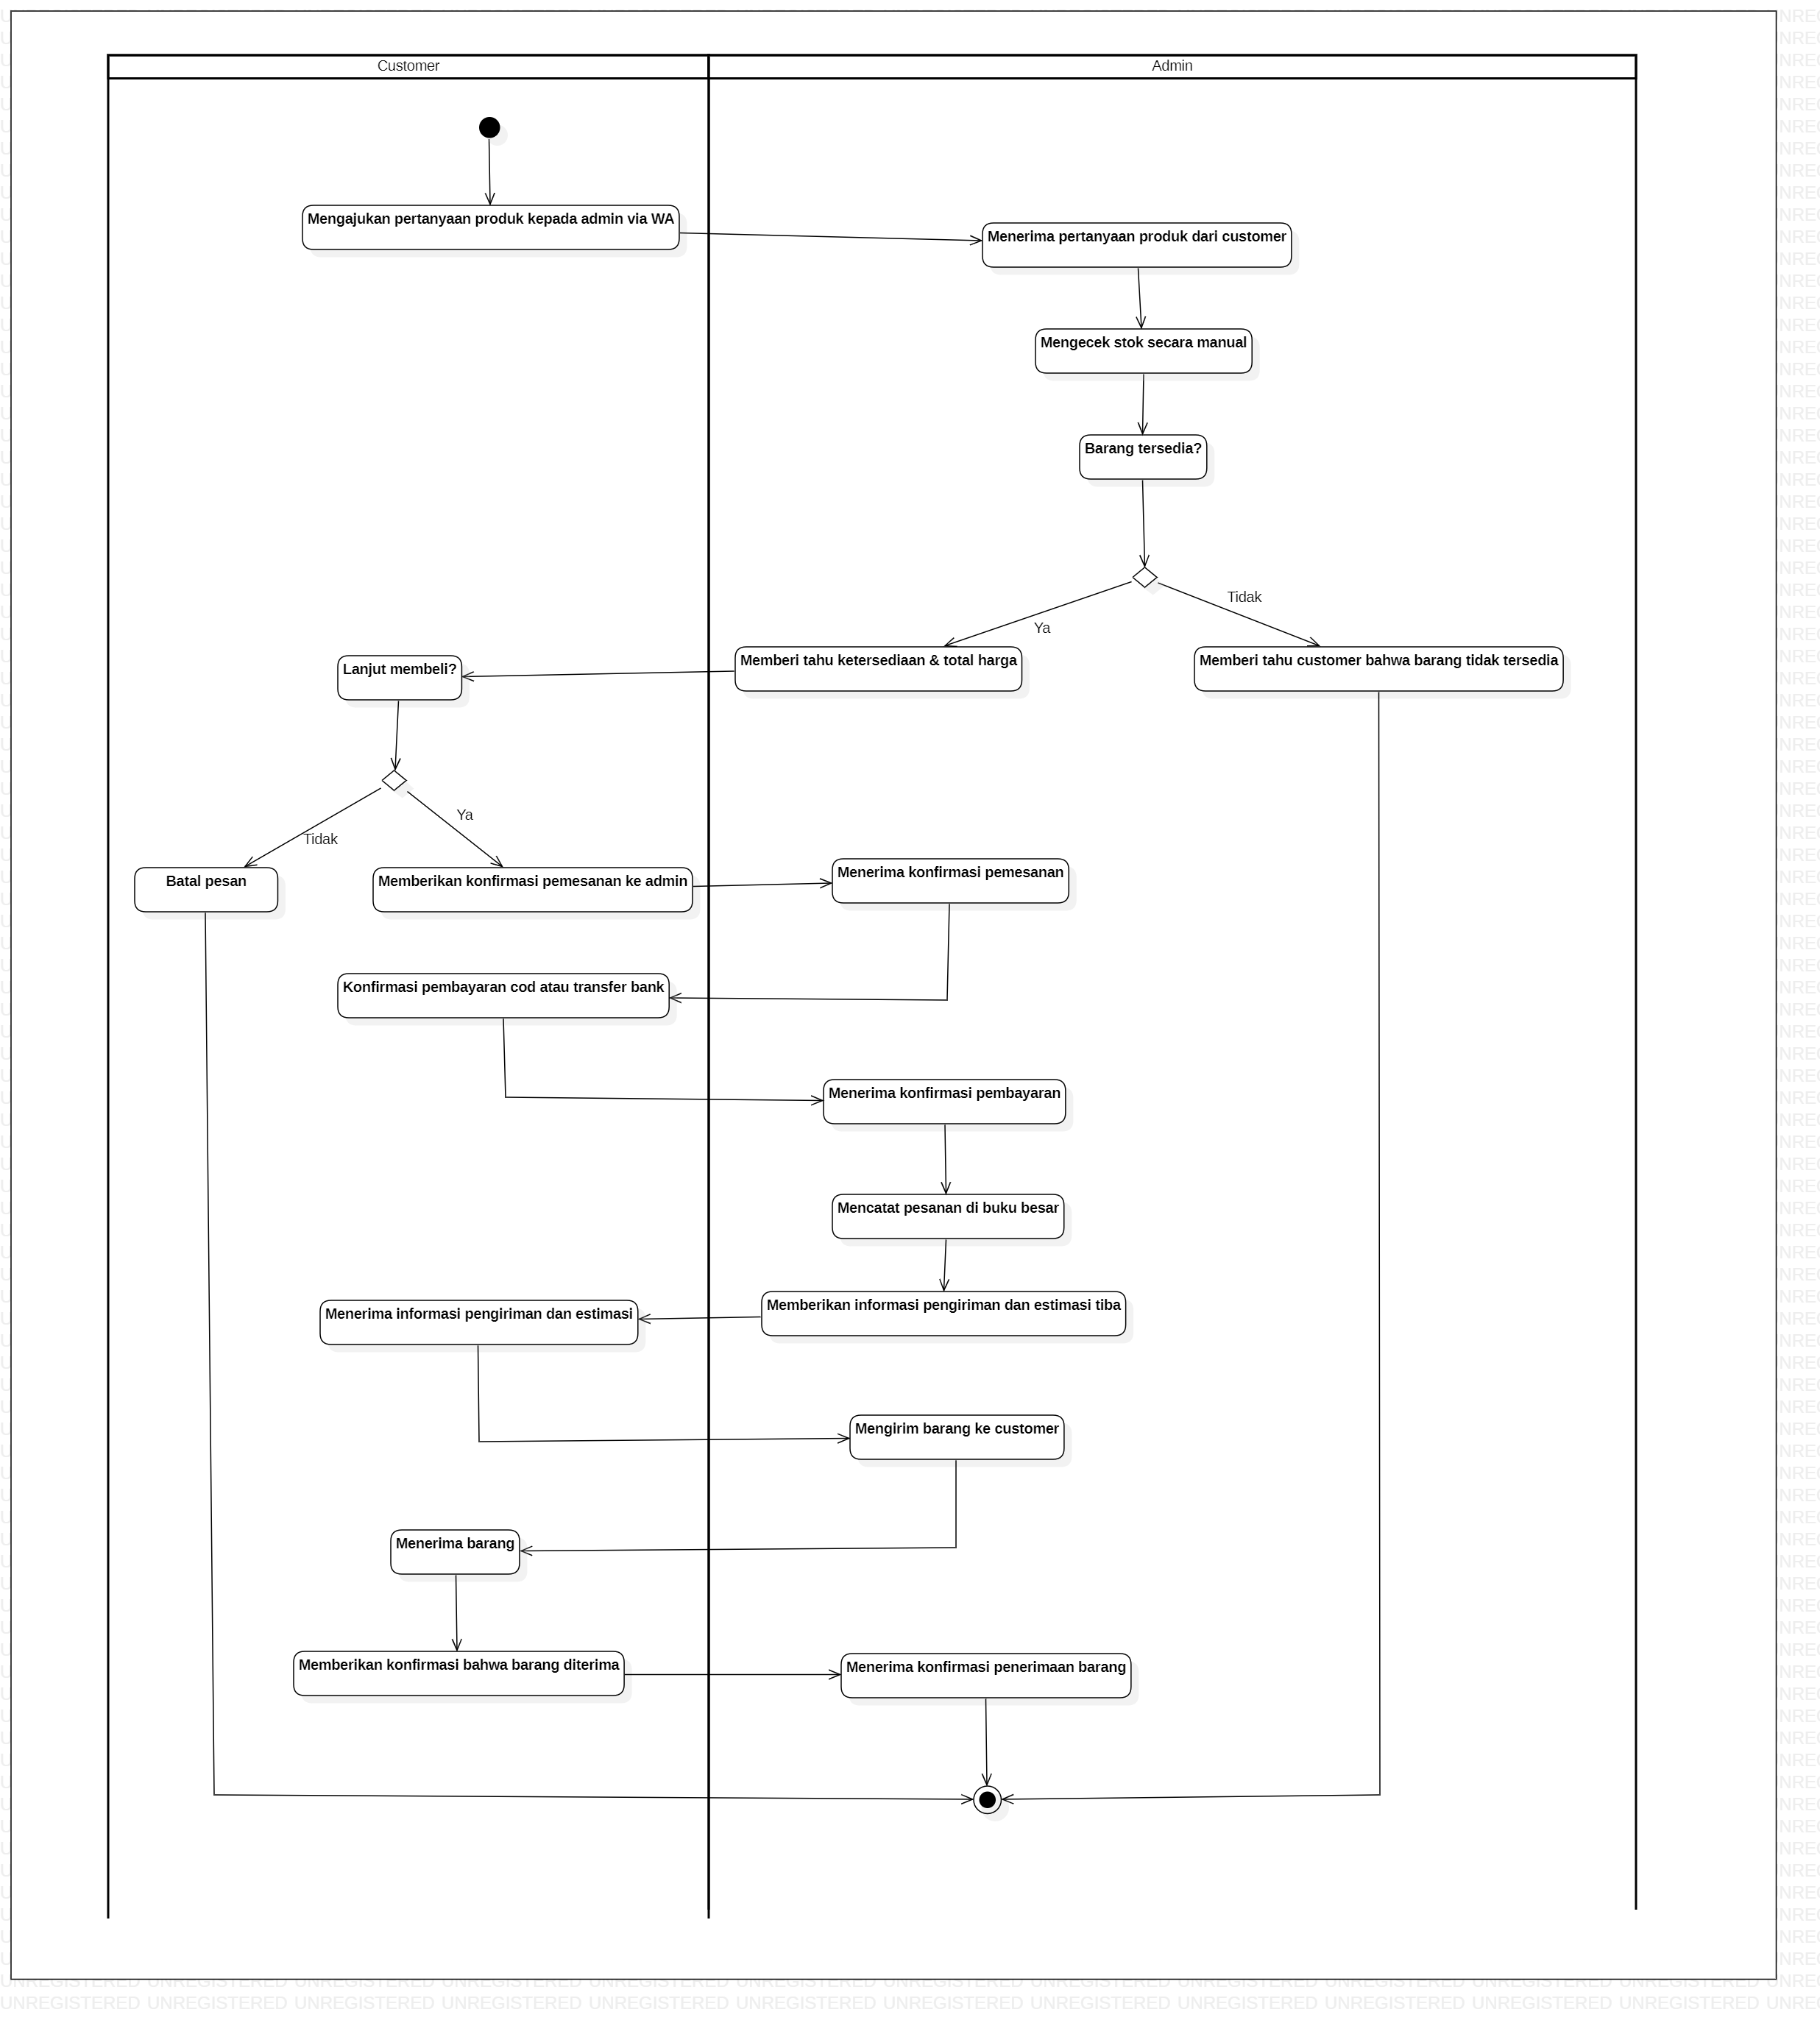 Customer
Admin
Mengajukan pertanyaan produk kepada admin via WA
Menerima pertanyaan produk dari customer
Mengecek stok secara manual
Barang tersedia?
Tidak
Ya
Memberi tahu ketersediaan & total harga
Memberi tahu customer bahwa barang tidak tersedia
Lanjut membeli?
Ya
Tidak
Batal pesan
Memberikan konfirmasi pemesanan ke admin
Menerima konfirmasi pemesanan
Konfirmasi pembayaran cod atau transfer bank
Menerima konfirmasi pembayaran
Mencatat pesanan di buku besar
Memberikan informasi pengiriman dan estimasi tiba
Menerima informasi pengiriman dan estimasi
Mengirim barang ke customer
Menerima barang
Memberikan konfirmasi bahwa barang diterima
Menerima konfirmasi penerimaan barang
UNREGISTERED UNREGISTERED UNREGISTERED UNREGISTERED UNREGISTERED UNREGISTERED UNREGISTERED UNREGISTERED UNREGISTERED UNREGISTERED UNREGISTERED UNREGISTERED